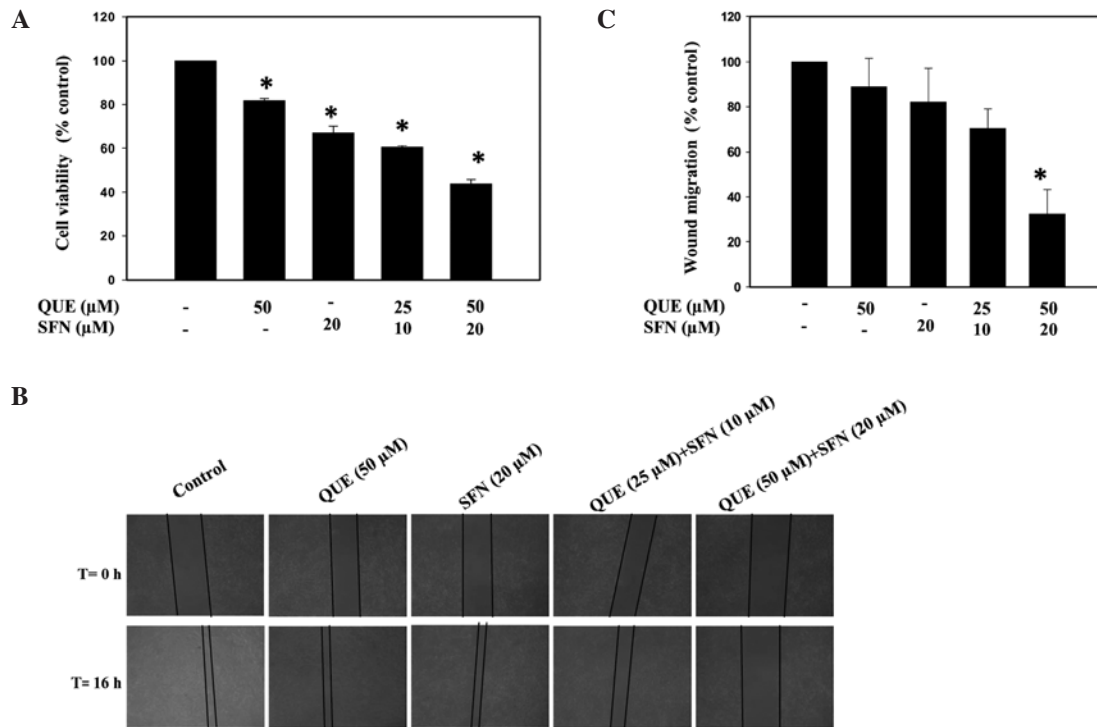 A
Cell viability (% control)
120
100
80
60
40
20
0
* * * *
QUE (µM) - 50 - 25 50
SFN (µM) - - 20 10 20
C
Wound migration (% control)
120
100
80
60
40
20
0
*
QUE (µM) - 50 - 25 50
SFN (µM) - - 20 10 20
B
Control
QUE (50 µM)
SFN (20 µM)
QUE (25 µM)+SFN (10 µM)
QUE (50 µM)+SFN (20 µM)
T= 0 h
T= 16 h